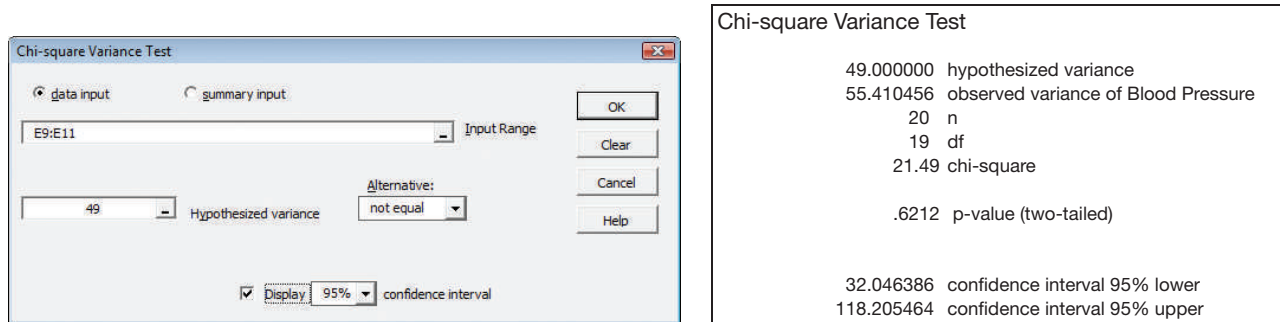 Chi-square Variance Test
data input
summary input
E9:E11
Input Range
49
Hypothesized variance
Alternative:
not equal
Display 95% confidence interval
OK
Clear
Cancel
Help
Chi-square Variance Test
49.000000 hypothesized variance
55.410456 observed variance of Blood Pressure
20 n
19 df
21.49 chi-square
.6212 p-value (two-tailed)
32.046386 confidence interval 95% lower
118.205464 confidence interval 95% upper